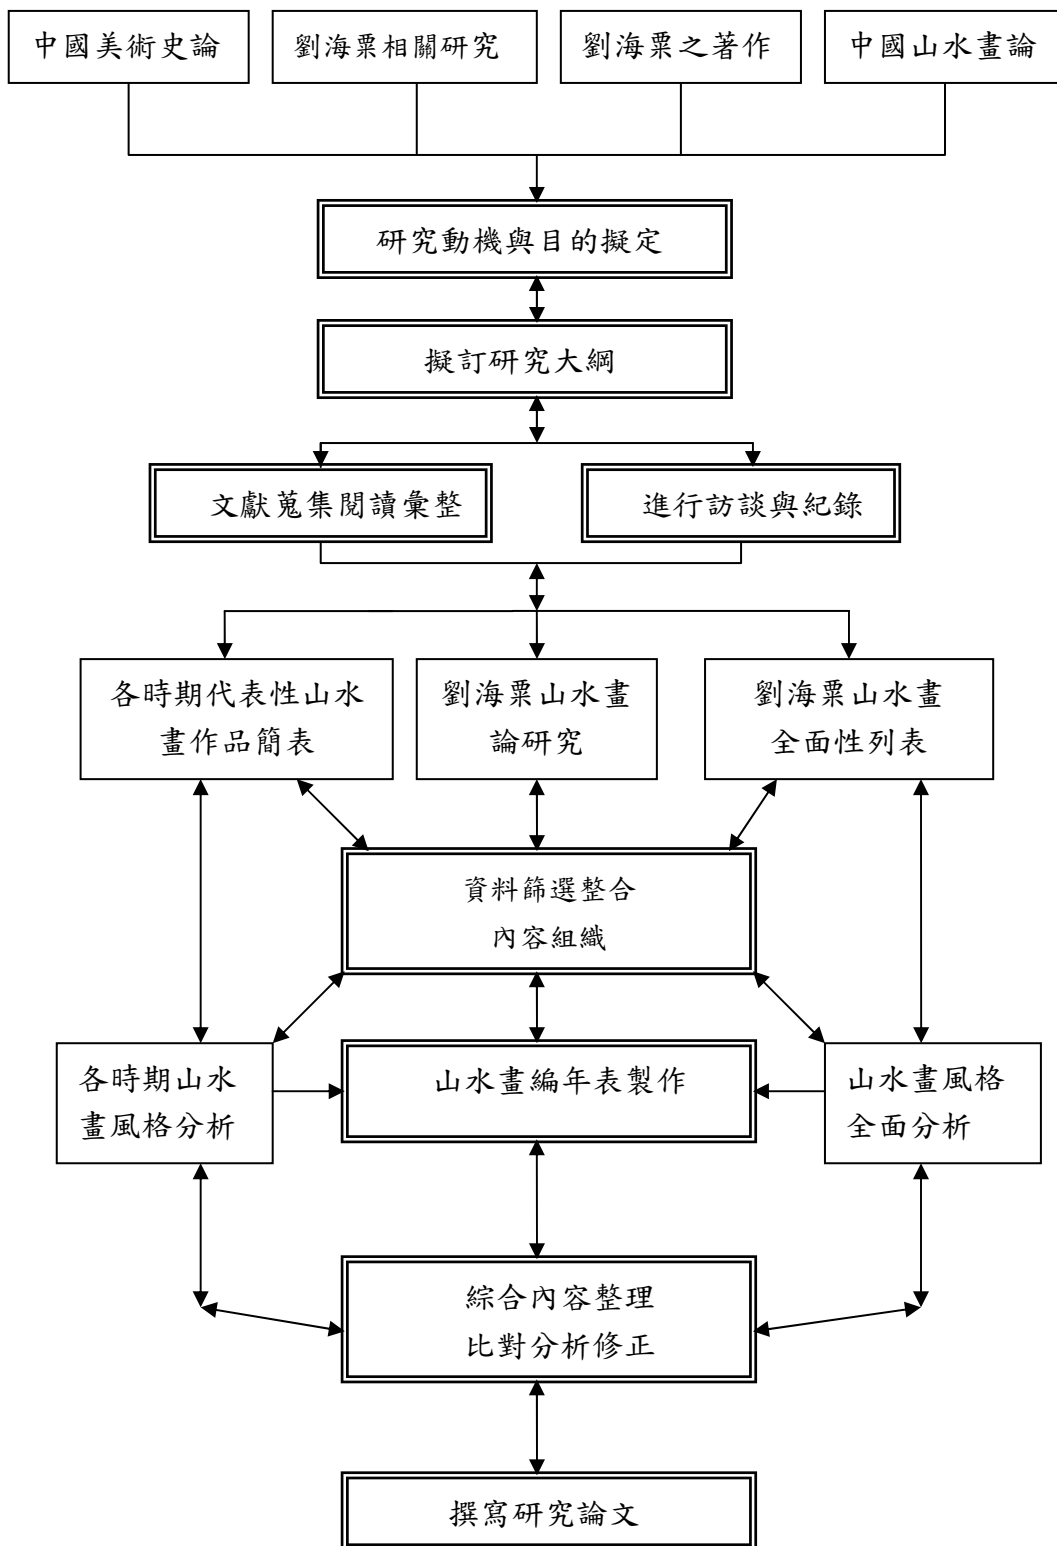 中國美術史論
劉海粟相關研究
劉海粟之著作
中國山水畫論
研究動機與目的擬定
擬訂研究大綱
文獻蒐集閱讀彙整
進行訪談與紀錄
各時期代表性山水
畫作品簡表
劉海粟山水畫
論研究
劉海粟山水畫
全面性列表
資料篩選整合
內容組織
各時期山水
畫風格分析
山水畫編年表製作
山水畫風格
全面分析
綜合內容整理
比對分析修正
撰寫研究論文